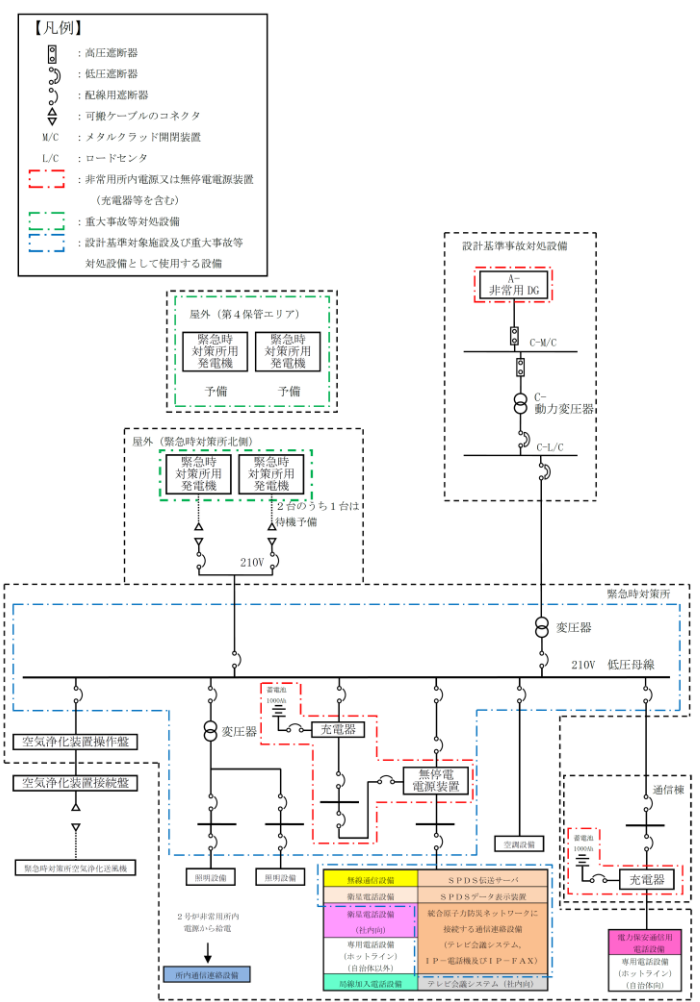 【凡例】
：高圧遮断器
：低圧遮断器
：配線用遮断器
：可搬ケーブルのコネクタ
M/C ：メタルクラッド開閉装置
L/C ：ロードセンタ
：非常用所内電源又は無停電電源装置
（充電器等を含む）
：重大事故等対処設備
：設計基準対象施設及び重大事故等
対処設備として使用する設備
設計基準事故対処設備
A-
非常用 DG
C-M/C
C-
動力変圧器
C-L/C
屋外（第４保管エリア）
緊急時
対策所用
発電機
緊急時
対策所用
発電機
予備
予備
屋外（緊急時対策所北側）
緊急時
対策所用
発電機
緊急時
対策所用
発電機
２台のうち１台は
待機予備
210V
緊急時対策所
変圧器
210V 低圧母線
蓄電池
1000Ah
充電器
変圧器
空気浄化装置操作盤
空気浄化装置接続盤
無停電
電源装置
通信棟
蓄電池
1000Ah
充電器
空調設備
緊急時対策所空気浄化送風機
照明設備
照明設備
２号炉非常用所内
電源から給電
所内通信連絡設備
無線通信設備
ＳＰＤＳ伝送サーバ
衛星電話設備
ＳＰＤＳデータ表示装置
衛星電話設備
（社内向）
統合原子力防災ネットワークに
接続する通信連絡設備
（テレビ会議システム，
ＩＰ－電話機及びＩＰ－ＦＡＸ）
専用電話設備
（ホットライン）
（自治体以外）
局線加入電話設備
テレビ会議システム（社内向）
電力保安通信用
電話設備
専用電話設備
（ホットライン）
（自治体向）